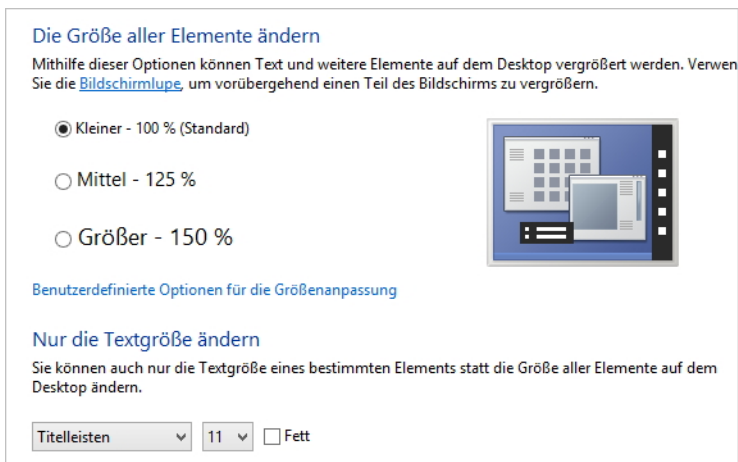 Die Größe aller Elemente ändern
Mithilfe dieser Optionen können Text und weitere Elemente auf dem Desktop vergrößert werden. Verwen
Sie die Bildschirmlupe, um vorübergehend einen Teil des Bildschirms zu vergrößern.
Kleiner - 100 % (Standard)
Mittel - 125 %
Größer - 150 %
Benutzerdefinierte Optionen für die Größenanpassung
Nur die Textgröße ändern
Sie können auch nur die Textgröße eines bestimmten Elements statt die Größe aller Elemente auf dem
Desktop ändern.
Titelleisten 11 Fett